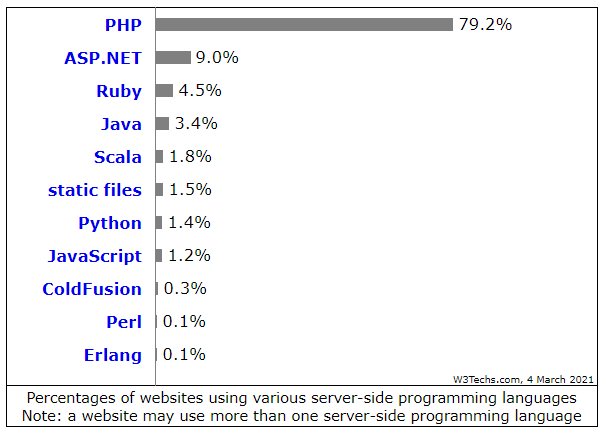 PHP 79.2%
ASP.NET 9.0%
Ruby 4.5%
Java 3.4%
Scala 1.8%
static files 1.5%
Python 1.4%
JavaScript 1.2%
ColdFusion 0.3%
Perl 0.1%
Erlang 0.1%
W3Techs.com, 4 March 2021
Percentages of websites using various server-side programming languages
Note: a website may use more than one server-side programming language